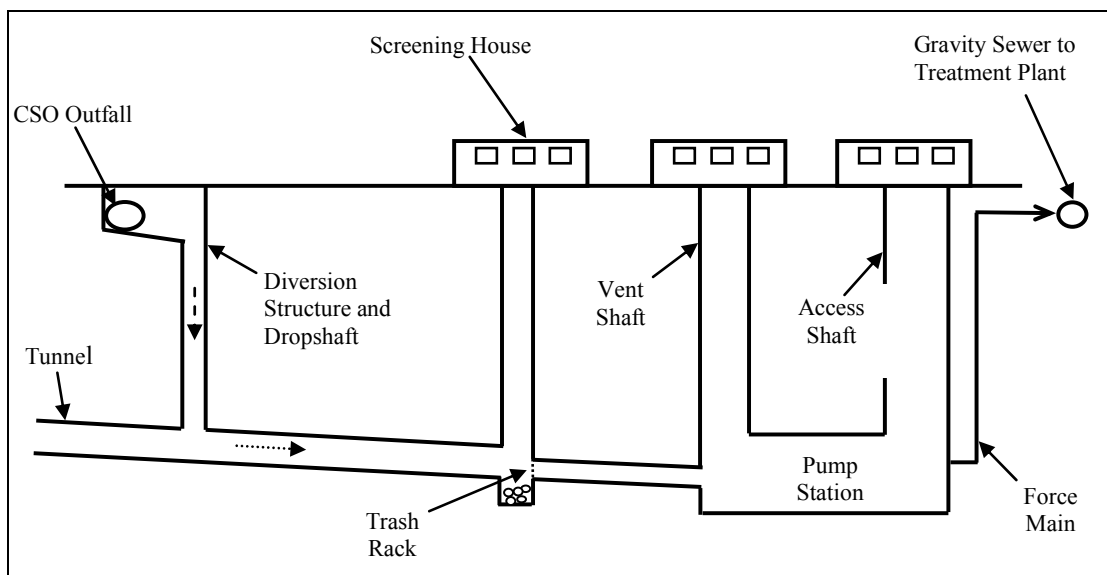 Screening House
Gravity Sewer to
Treatment Plant
CSO Outfall
Diversion
Structure and
Dropshaft
Vent
Shaft
Access
Shaft
Tunnel
Pump
Station
Trash
Rack
Force
Main